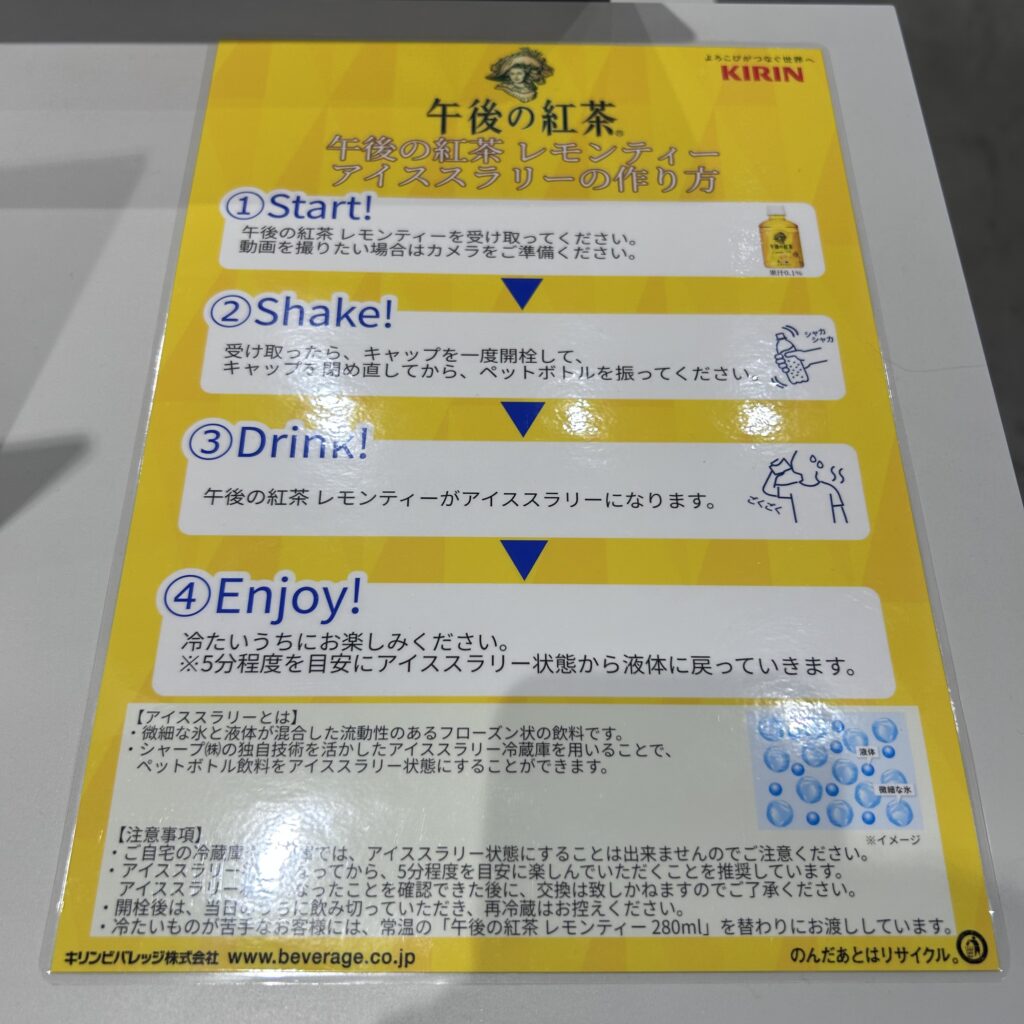 よろこびがつなぐ世界へ
KIRIN
午後の紅茶®
午後の紅茶 レモンティー
アイススラリーの作り方
①Start!
午後の紅茶 レモンティーを受け取ってください。
動画を撮りたい場合はカメラをご準備ください。
午後の紅茶
果汁0.1%
②Shake!
受け取ったら、キャップを一度開栓して、
キャップを閉め直してから、ペットボトルを振ってください。
シャカ
シャカ
③Drink!
午後の紅茶 レモンティーがアイススラリーになります。
ごくごく
④Enjoy!
冷たいうちにお楽しみください。
※5分程度を目安にアイススラリー状態から液体に戻っていきます。
【アイススラリーとは】
・微細な氷と液体が混合した流動性のあるフローズン状の飲料です。
・シャープ㈱の独自技術を活かしたアイススラリー冷蔵庫を用いることで、
ペットボトル飲料をアイススラリー状態にすることができます。
液体
微細な氷
※イメージ
【注意事項】
・ご自宅の冷蔵庫では、アイススラリー状態にすることは出来ませんのでご注意ください。
・アイススラリーなってから、5分程度を目安に楽しんでいただくことを推奨しています。
アイススラリーなったことを確認できた後に、交換は致しかねますのでご了承ください。
・開栓後は、当日のうちに飲み切っていただき、再冷蔵はお控えください。
・冷たいものが苦手なお客様には、常温の「午後の紅茶 レモンティー 280ml」を替わりにお渡ししています。
キリンビバレッジ株式会社 www.beverage.co.jp
のんだあとはリサイクル。